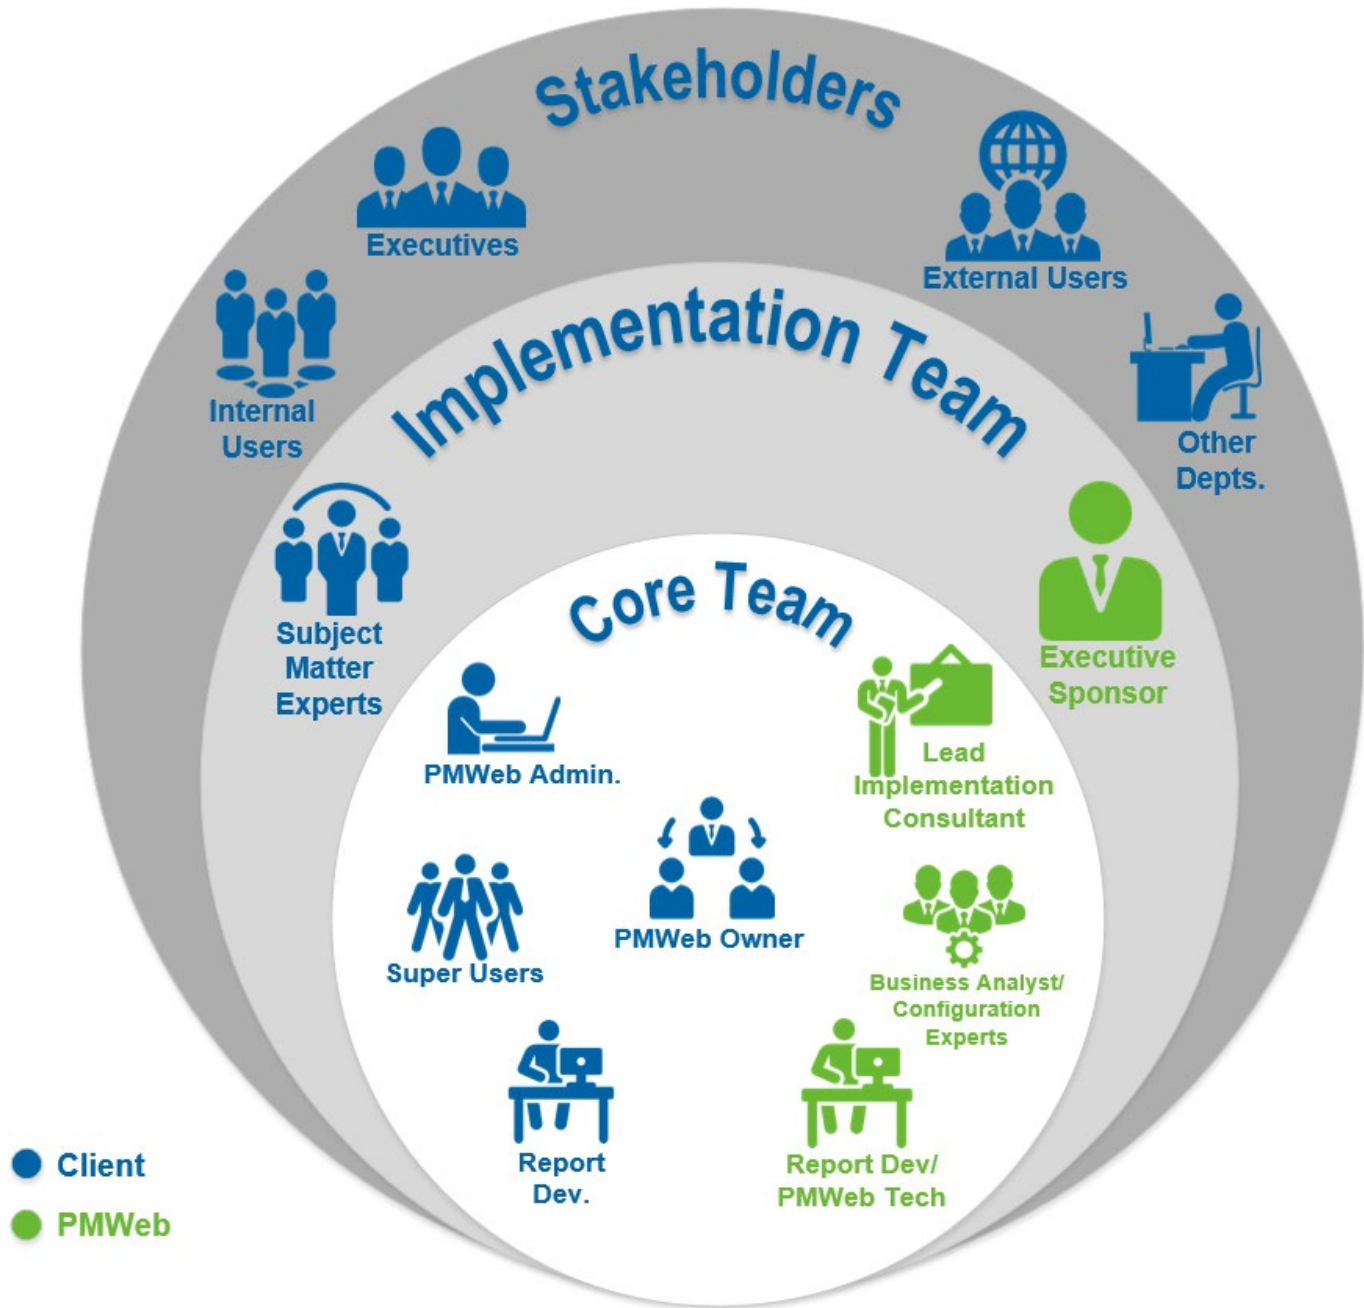 Stakeholders
Executives
External Users
Internal
Users
Other
Depts.
Implementation Team
Subject
Matter
Experts
Executive
Sponsor
Core Team
PMWeb Admin.
Lead
Implementation
Consultant
PMWeb Owner
Super Users
Business Analyst/
Configuration
Experts
Report
Dev.
Report Dev/
PMWeb Tech
Client
PMWeb